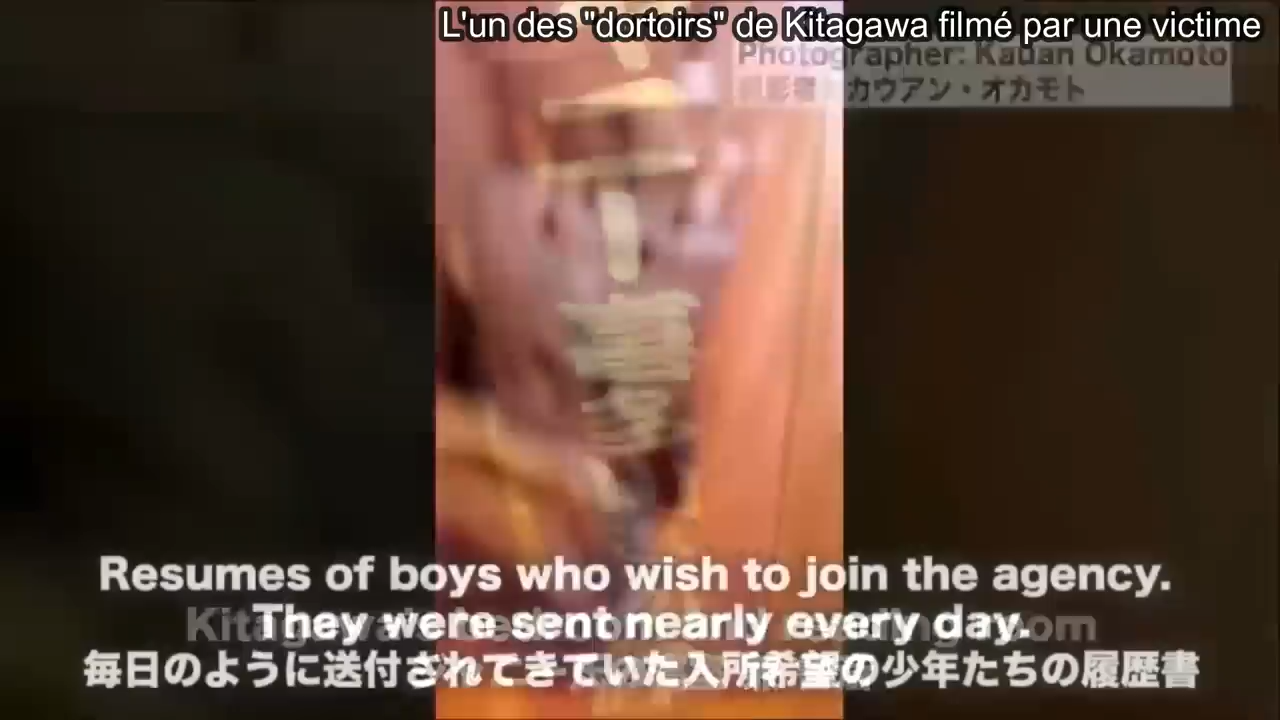 L'un des "dortoirs" de Kitagawa filmé par une victime
Photographer: Kauan Okamoto
撮影者：カウアン・オカモト
Resumes of boys who wish to join the agency.
They were sent nearly every day.
毎日のように送付されてきていた入所希望の少年たちの履歴書